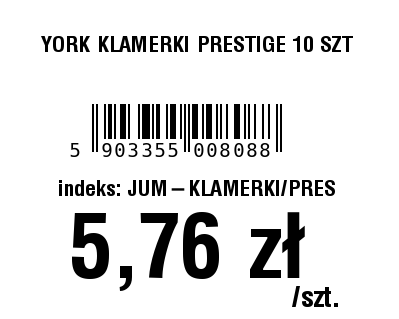 YORK KLAMERKI PRESTIGE 10 SZT
5 903355 008088
indeks: JUM – KLAMERKI/PRES
5,76 zł
/szt.